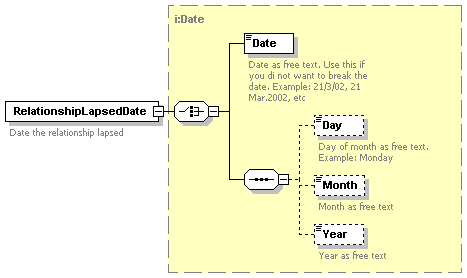 i:Date
Date
Date as free text. Use this if
you di not want to break the
date. Example: 21/3/02, 21
Mar.2002, etc
RelationshipLapsedDate
Date the relationship lapsed
Day
Day of month as free text.
Example: Monday
Month
Month as free text
Year
Year as free text